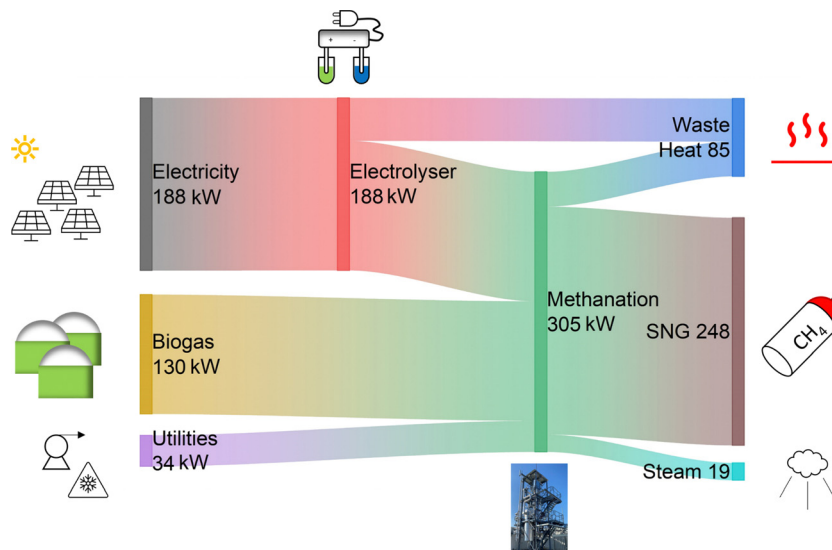 + -
Electricity
188 kW
Electrolyser
188 kW
Waste
Heat 85
Biogas
130 kW
Methanation
305 kW
SNG 248
CH4
Utilities
34 kW
Steam 19